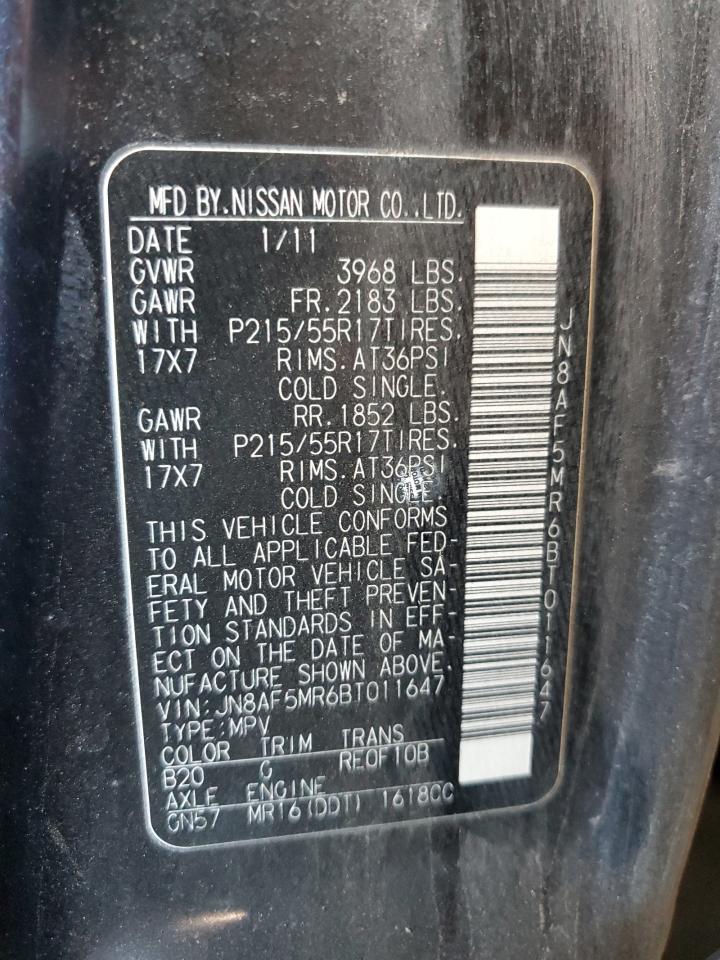 MFD BY.NISSAN MOTOR CO.,LTD.
DATE 1/11
GVWR 3968 LBS.
GAWR FR.2183 LBS.
WITH P215/55R17TIRES.
17X7 RIMS.AT36PSI
COLD SINGLE.
GAWR RR.1852 LBS.
WITH P215/55R17TIRES.
17X7 RIMS.AT36PSI
COLD SINGLE.
THIS VEHICLE CONFORMS
TO ALL APPLICABLE FED-
ERAL MOTOR VEHICLE SA-
FETY AND THEFT PREVEN-
TION STANDARDS IN EFF-
ECT ON THE DATE OF MA-
NUFACTURE SHOWN ABOVE.
VIN:JN8AF5MR6BT011647
TYPE:MPV
COLOR TRIM TRANS
B20 G RE0F10B
AXLE ENGINE
GN57 MR16(DDT) 1618CC
JN8AF5MR6BT011647